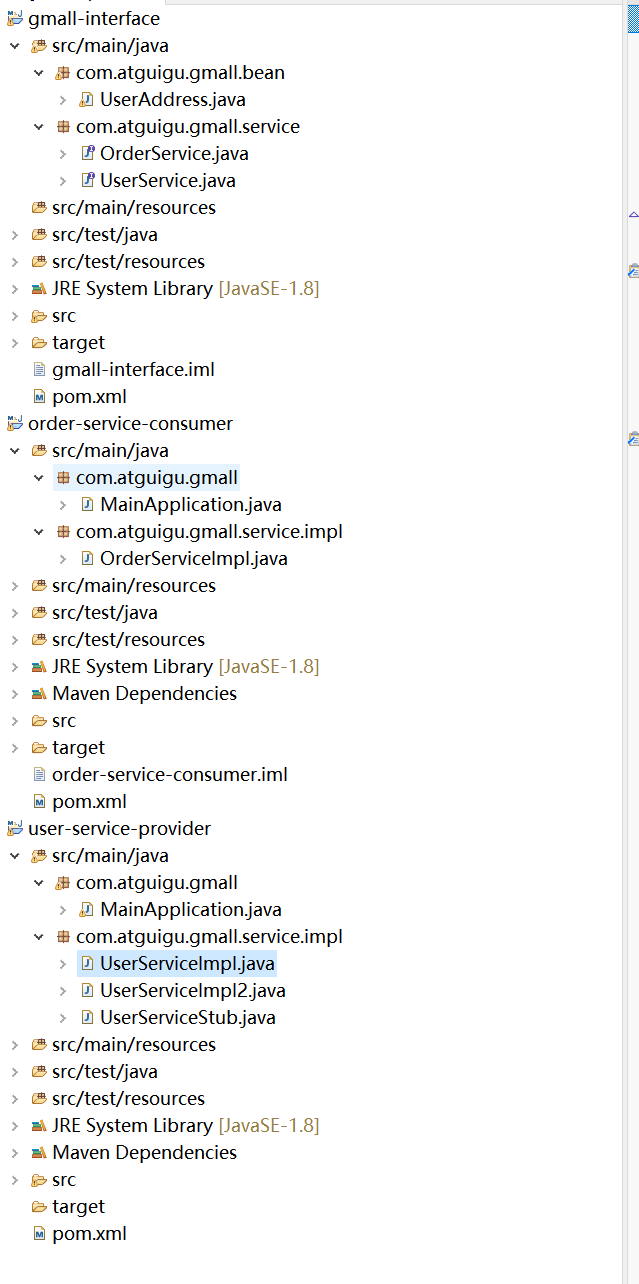 gmall-interface
src/main/java
com.atguigu.gmall.bean
UserAddress.java
com.atguigu.gmall.service
OrderService.java
UserService.java
src/main/resources
src/test/java
src/test/resources
JRE System Library [JavaSE-1.8]
src
target
gmall-interface.iml
pom.xml
order-service-consumer
src/main/java
com.atguigu.gmall
MainApplication.java
com.atguigu.gmall.service.impl
OrderServiceImpl.java
src/main/resources
src/test/java
src/test/resources
JRE System Library [JavaSE-1.8]
Maven Dependencies
src
target
order-service-consumer.iml
pom.xml
user-service-provider
src/main/java
com.atguigu.gmall
MainApplication.java
com.atguigu.gmall.service.impl
UserServiceImpl.java
UserServiceImpl2.java
UserServiceStub.java
src/main/resources
src/test/java
src/test/resources
JRE System Library [JavaSE-1.8]
Maven Dependencies
src
target
pom.xml